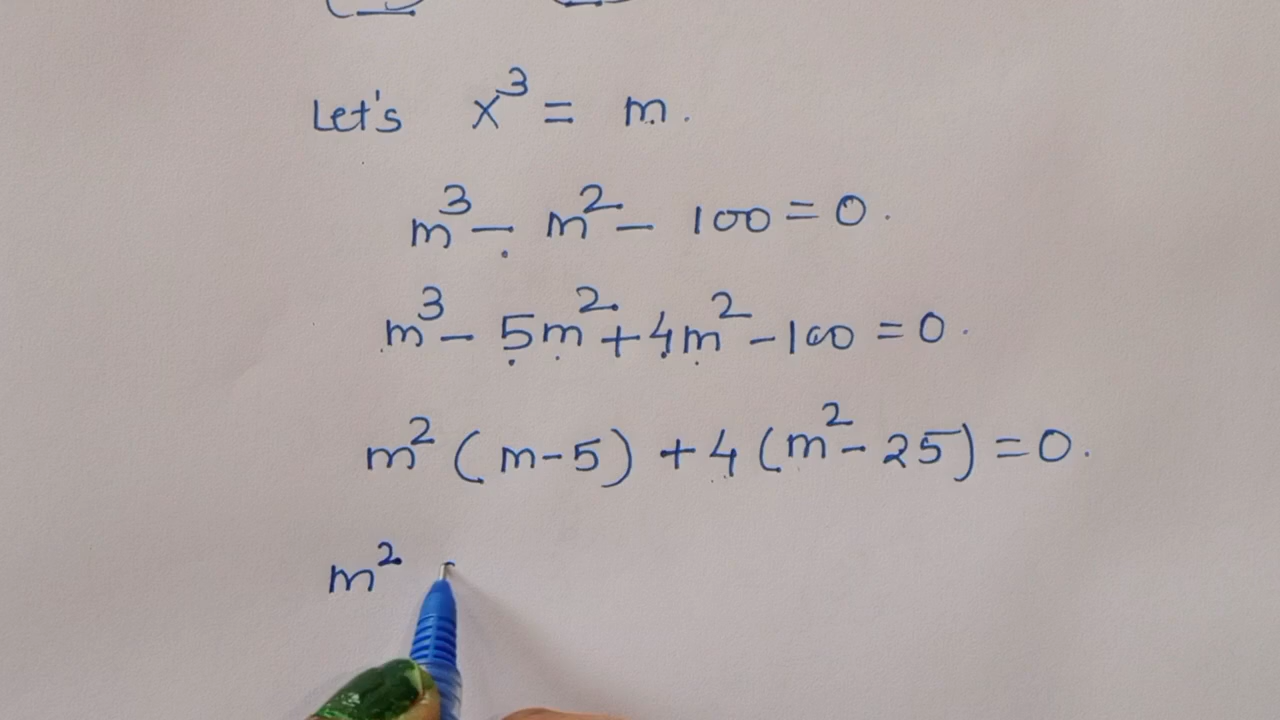 Let's x³ = m.
m³ - m² - 100 = 0.
m³ - 5m² + 4m² - 100 = 0.
m² (m-5) + 4 (m² - 25) = 0.
m²